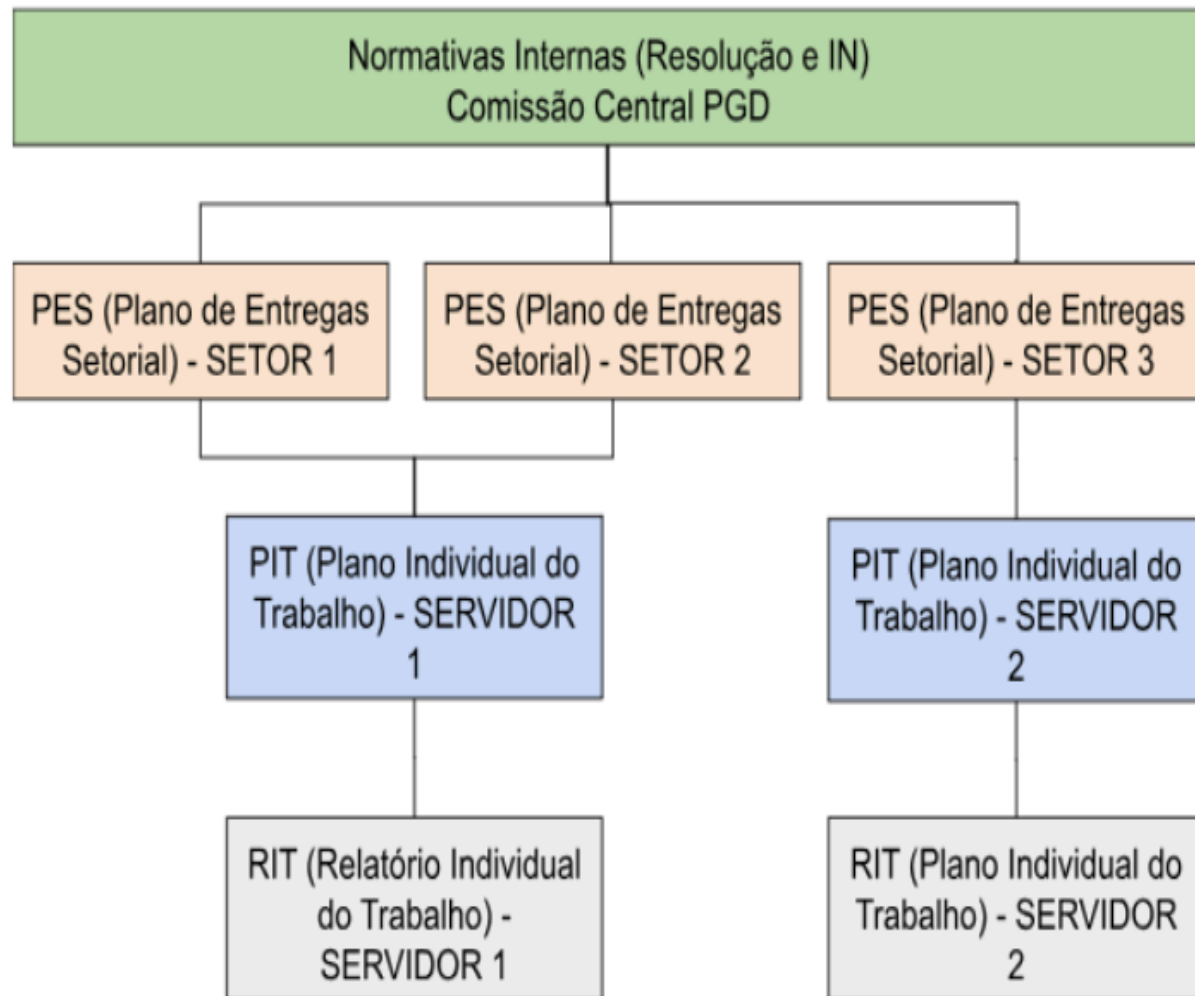 Normativas Internas (Resolução e IN)
Comissão Central PGD
PES (Plano de Entregas
Setorial) - SETOR 1
PES (Plano de Entregas
Setorial) - SETOR 2
PES (Plano de Entregas
Setorial) - SETOR 3
PIT (Plano Individual do
Trabalho) - SERVIDOR
1
PIT (Plano Individual do
Trabalho) - SERVIDOR
2
RIT (Relatório Individual
do Trabalho) -
SERVIDOR 1
RIT (Plano Individual do
Trabalho) - SERVIDOR
2